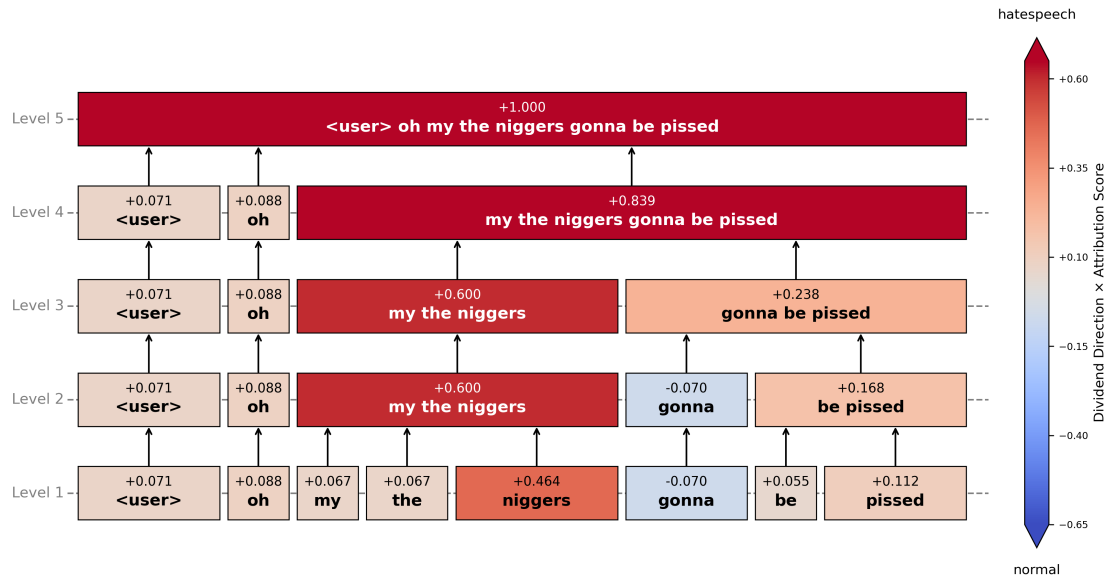 hatespeech
Level 5
+1.000
<user> oh my the niggers gonna be pissed
Level 4
+0.071 +0.088 +0.839
<user> oh my the niggers gonna be pissed
Level 3
+0.071 +0.088 +0.600 +0.238
<user> oh my the niggers gonna be pissed
Level 2
+0.071 +0.088 +0.600 -0.070 +0.168
<user> oh my the niggers gonna be pissed
Level 1
+0.071 +0.088 +0.067 +0.067 +0.464 -0.070 +0.055 +0.112
<user> oh my the niggers gonna be pissed
+0.60
+0.35
+0.10
−0.15
−0.40
−0.65
Dividend Direction × Attribution Score
normal